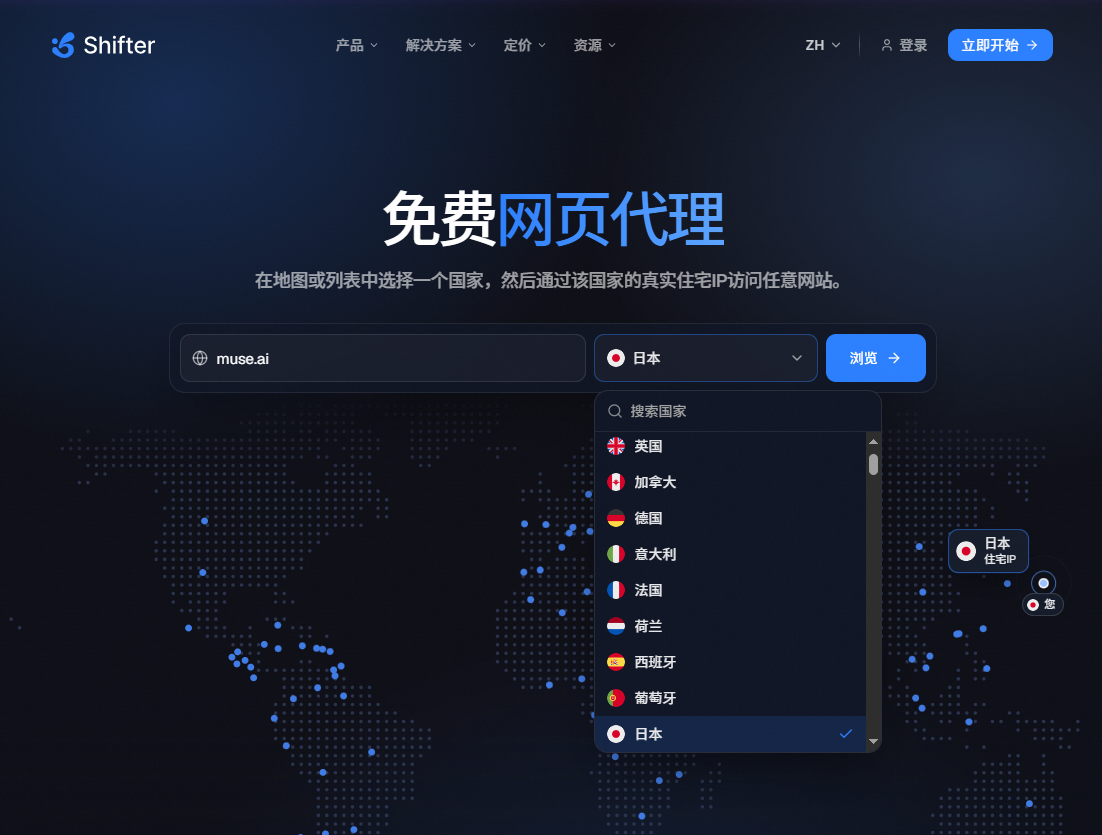 Shifter
产品
解决方案
定价
资源
ZH
登录
立即开始
免费网页代理
在地图或列表中选择一个国家，然后通过该国家的真实住宅IP访问任意网站。
muse.ai
日本
浏览
搜索国家
英国
加拿大
德国
意大利
法国
荷兰
西班牙
葡萄牙
日本
日本
住宅IP
您